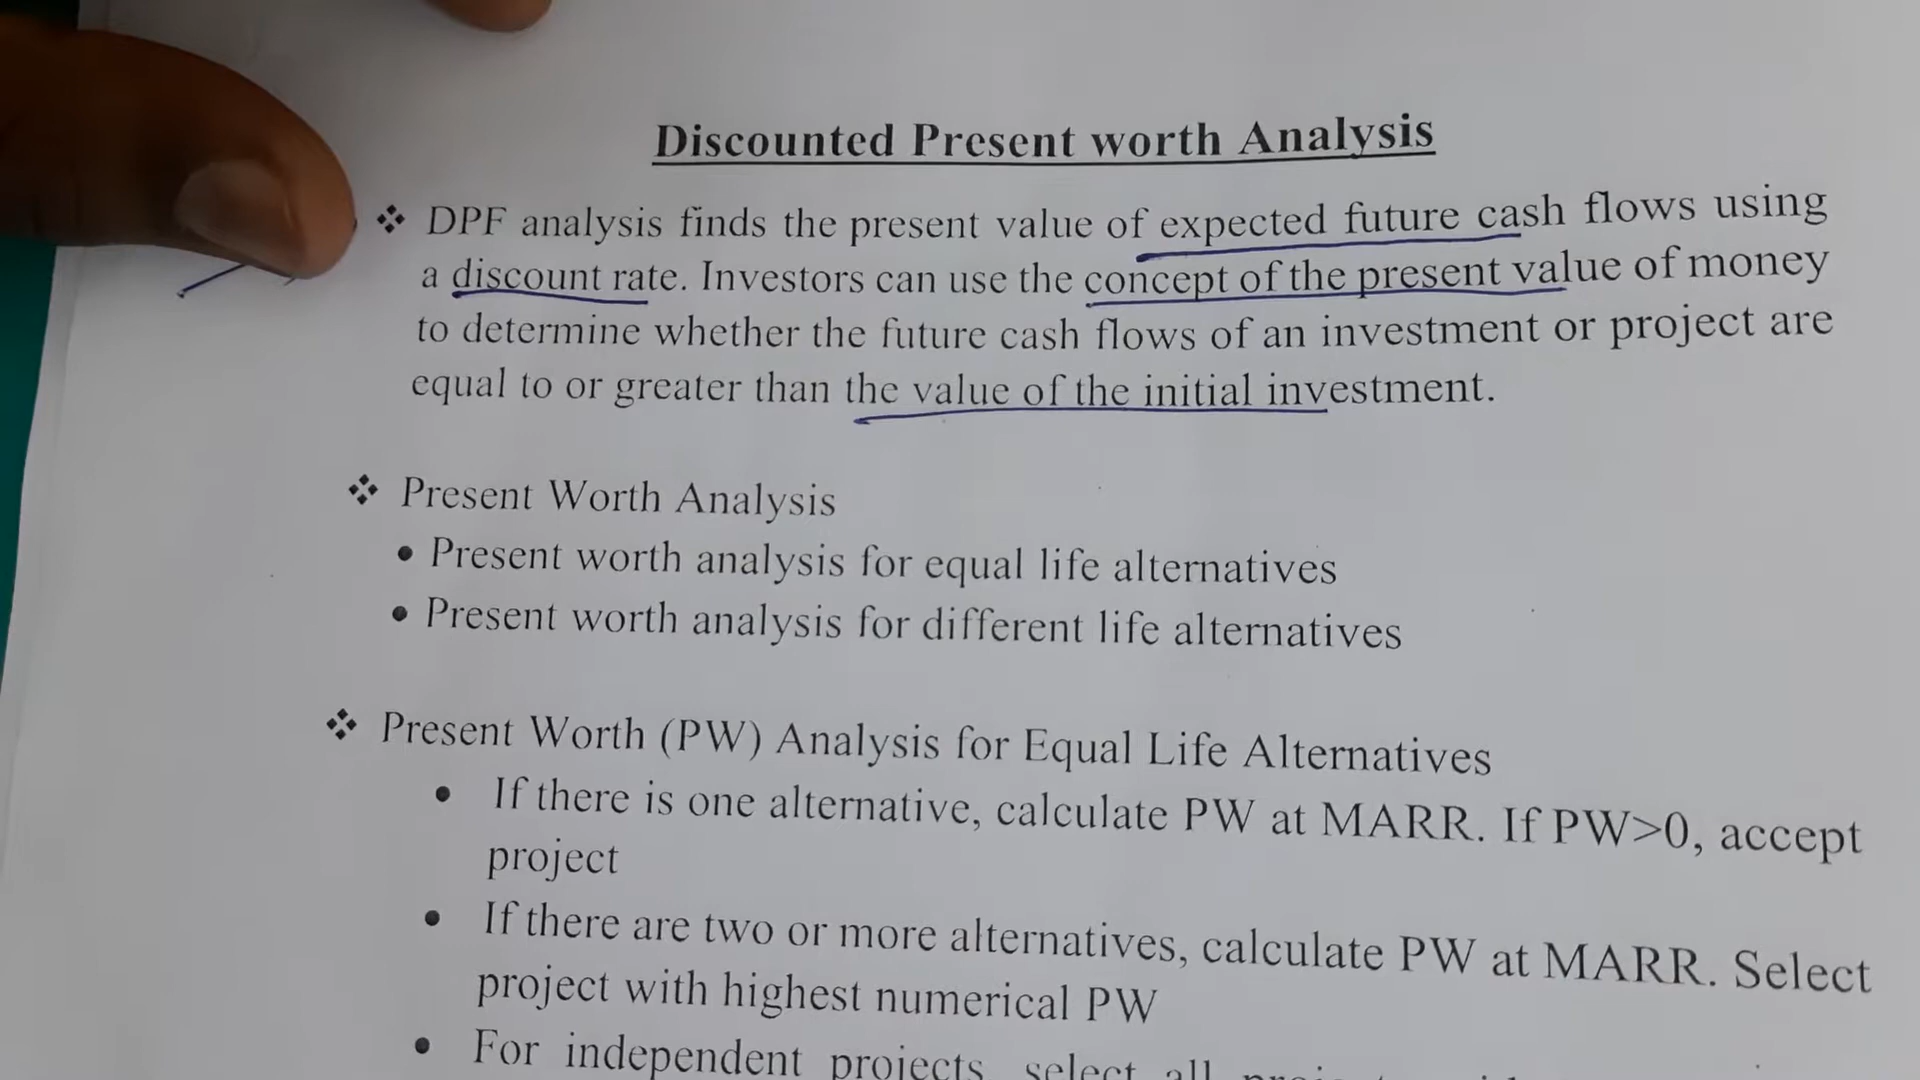 Discounted Present worth Analysis
❖ DPF analysis finds the present value of expected future cash flows using
a discount rate. Investors can use the concept of the present value of money
to determine whether the future cash flows of an investment or project are
equal to or greater than the value of the initial investment.
❖ Present Worth Analysis
• Present worth analysis for equal life alternatives
• Present worth analysis for different life alternatives
❖ Present Worth (PW) Analysis for Equal Life Alternatives
• If there is one alternative, calculate PW at MARR. If PW>0, accept
project
• If there are two or more alternatives, calculate PW at MARR. Select
project with highest numerical PW
• For independent projects, select all